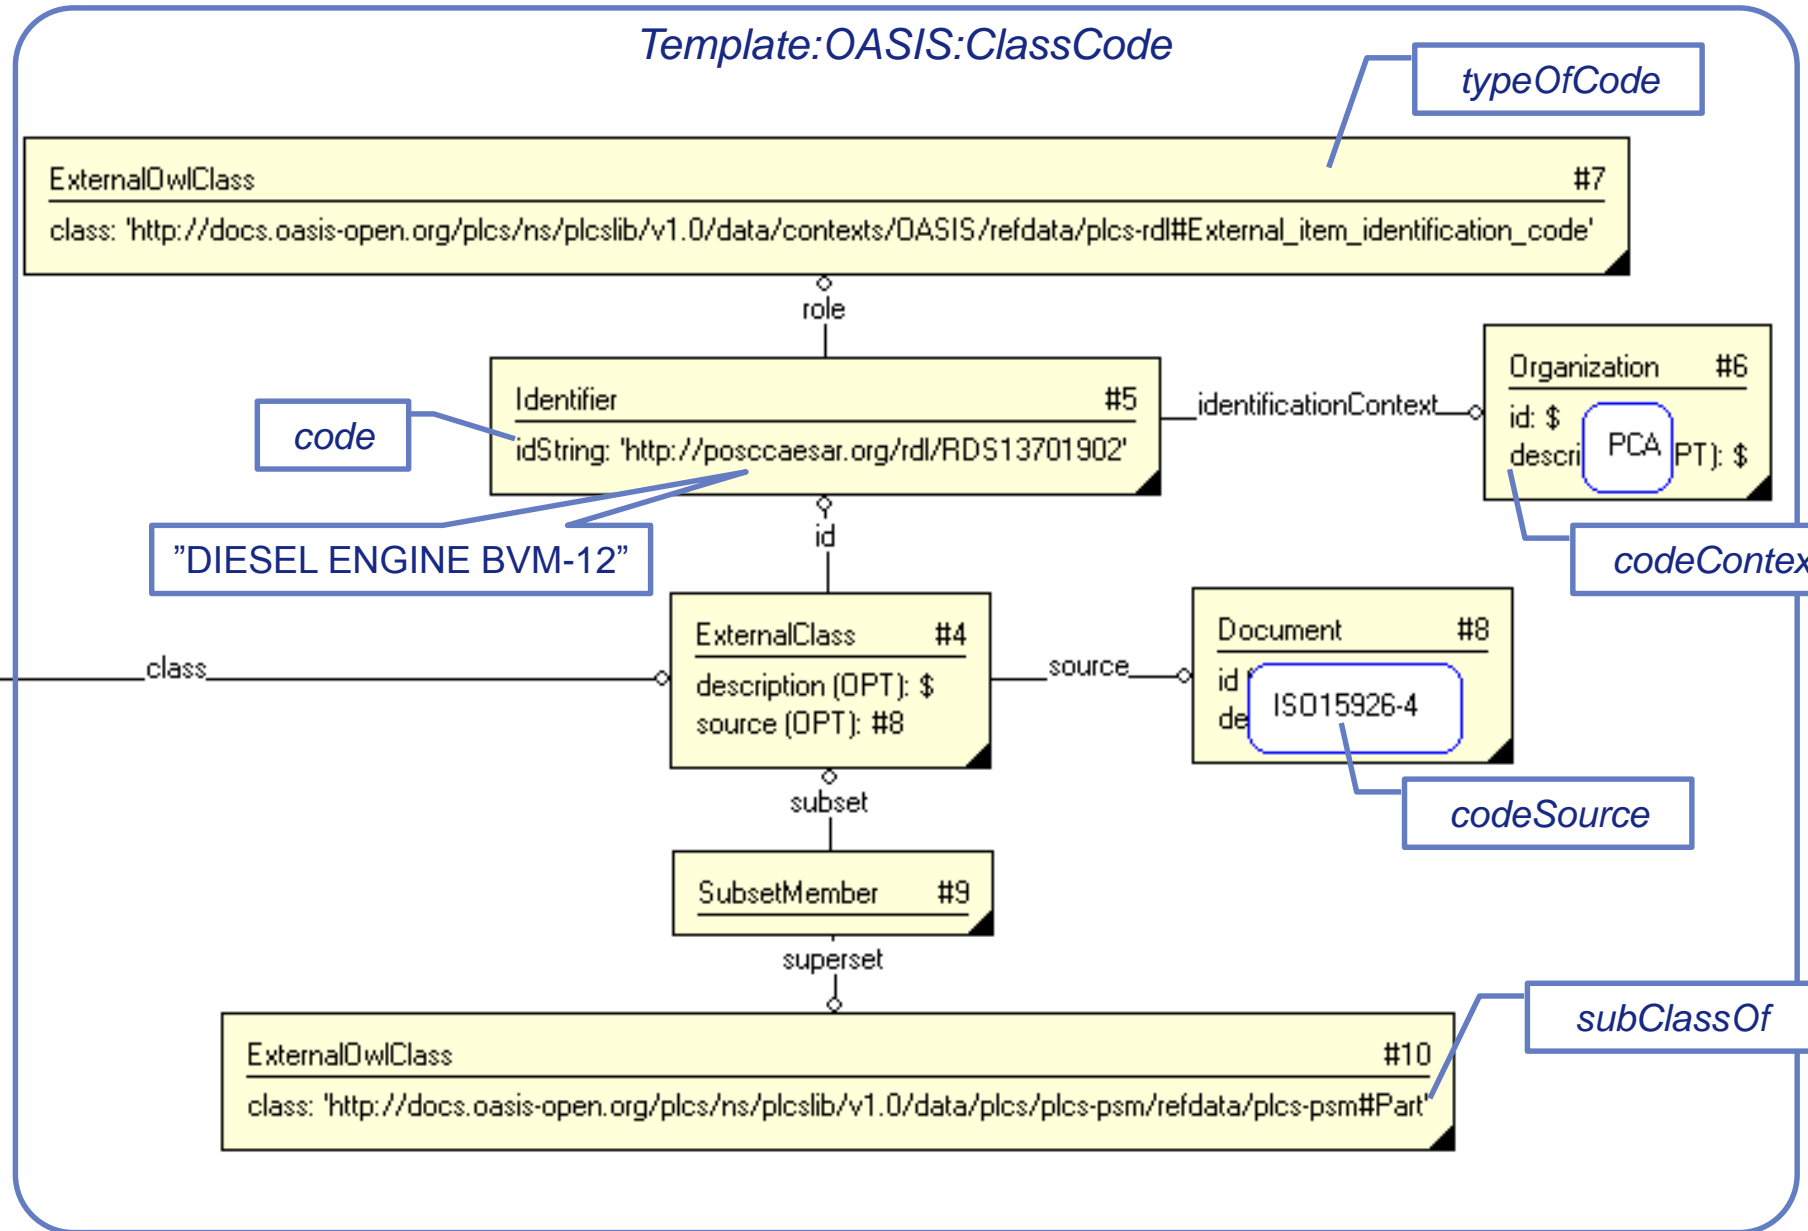 Template:OASIS:ClassCode
typeOfCode
ExternalOwlClass #7
class: 'http://docs.oasis-open.org/plcs/ns/plcslib/v1.0/data/contexts/OASIS/refdata/plcs-rdl#External_item_identification_code'
role
Identifier #5
idString: 'http://posccaesar.org/rdl/RDS13701902'
code
identificationContext
Organization #6
id: $
descri PT): $
PCA
codeContex
"DIESEL ENGINE BVM-12"
id
class
ExternalClass #4
description (OPT): $
source (OPT): #8
source
Document #8
id
de
ISO15926-4
codeSource
subset
SubsetMember #9
superset
subClassOf
ExternalOwlClass #10
class: 'http://docs.oasis-open.org/plcs/ns/plcslib/v1.0/data/plcs/plcs-psm/refdata/plcs-psm#Part'